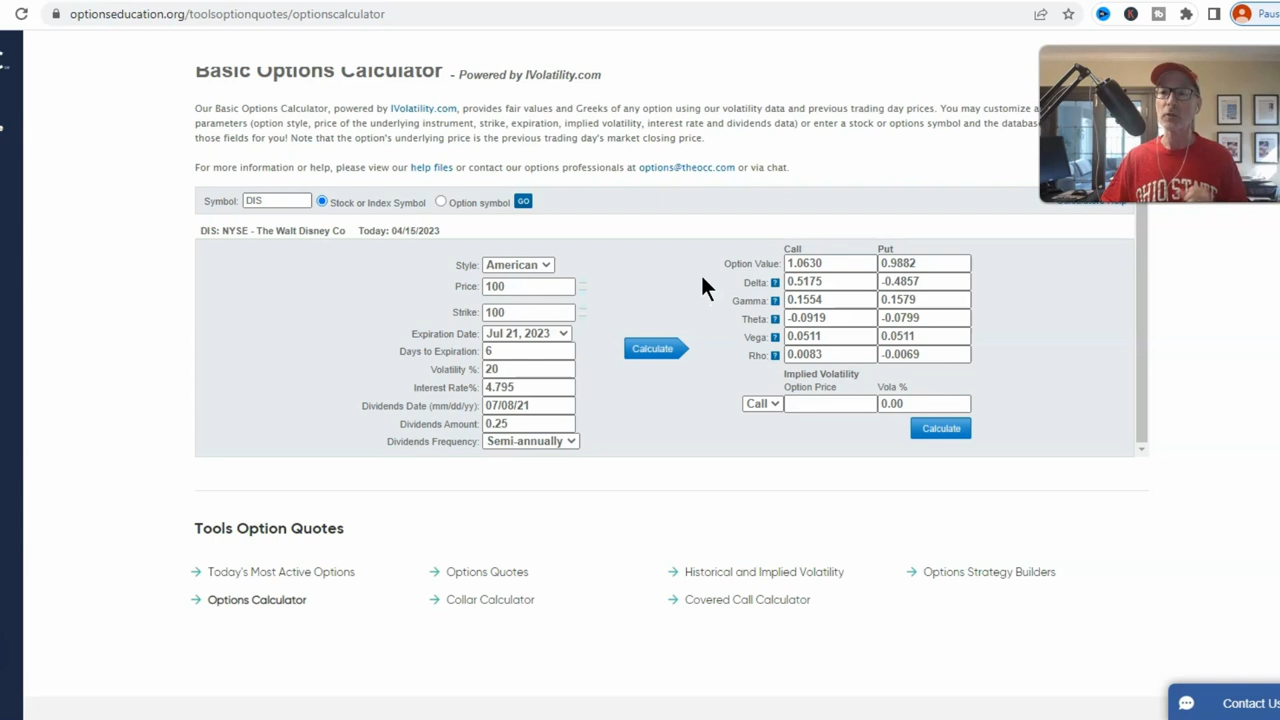 optionseducation.org/toolsoptionquotes/optionscalculator
Paus
Basic Options Calculator - Powered by IVolatility.com
Our Basic Options Calculator, powered by IVolatility.com, provides fair values and Greeks of any option using our volatility data and previous trading day prices. You may customize a
parameters (option style, price of the underlying instrument, strike, expiration, implied volatility, interest rate and dividends data) or enter a stock or options symbol and the databas
those fields for you! Note that the option's underlying price is the previous trading day's market closing price.
For more information or help, please view our help files or contact our options professionals at options@theocc.com or via chat.
OHIO STATE
Symbol: DIS Stock or Index Symbol Option symbol GO
DIS: NYSE - The Walt Disney Co Today: 04/15/2023
Call Put
Style: American
Option Value: 1.0630 0.9882
Price: 100
Delta: ? 0.5175 -0.4857
Gamma: ? 0.1554 0.1579
Strike: 100
Theta: ? -0.0919 -0.0799
Expiration Date: Jul 21, 2023
Vega: ? 0.0511 0.0511
Days to Expiration: 6
Calculate
Rho: ? 0.0083 -0.0069
Volatility %: 20
Implied Volatility
Interest Rate%: 4.795
Option Price Vola %
Dividends Date (mm/dd/yy): 07/08/21
Call 0.00
Dividends Amount: 0.25
Calculate
Dividends Frequency: Semi-annually
Tools Option Quotes
Today's Most Active Options
Options Quotes
Historical and Implied Volatility
Options Strategy Builders
Options Calculator
Collar Calculator
Covered Call Calculator
Contact Us